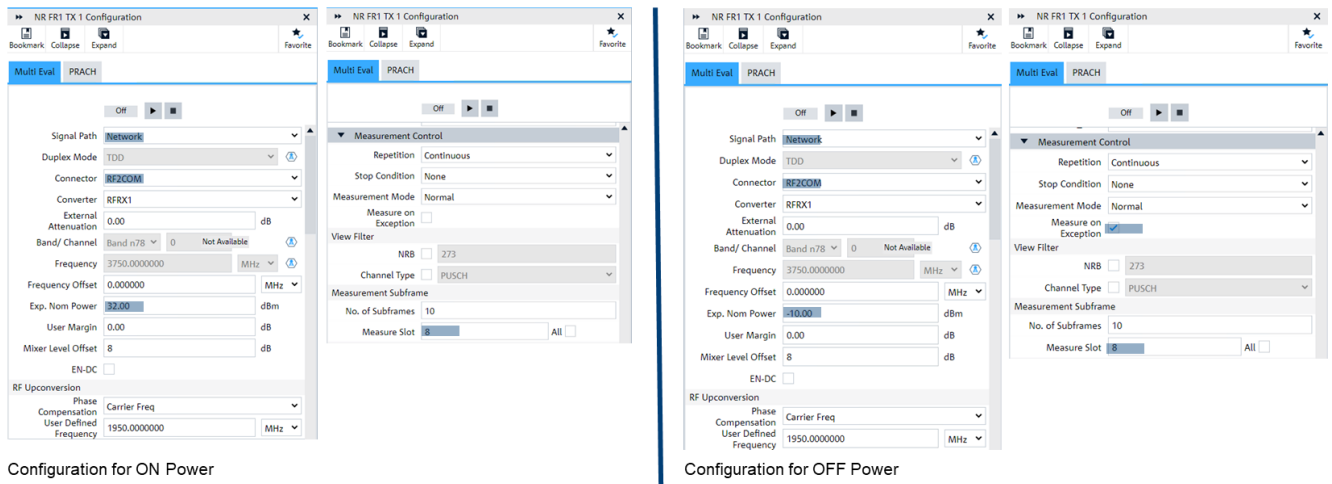 NR FR1 TX 1 Configuration
Bookmark Collapse Expand Favorite
Multi Eval PRACH
Off
Signal Path Network
Duplex Mode TDD
Connector RF2COM
Converter RFRX1
External
Attenuation 0.00 dB
Band/ Channel Band n78 0 Not Available
Frequency 3750.0000000 MHz
Frequency Offset 0.000000 MHz
Exp. Nom Power 32.00 dBm
User Margin 0.00 dB
Mixer Level Offset 8 dB
EN-DC
RF Upconversion
Phase
Compensation Carrier Freq
User Defined
Frequency 1950.0000000 MHz
NR FR1 TX 1 Configuration
Bookmark Collapse Expand Favorite
Multi Eval PRACH
Off
Measurement Control
Repetition Continuous
Stop Condition None
Measurement Mode Normal
Measure on
Exception
View Filter
NRB 273
Channel Type PUSCH
Measurement Subframe
No. of Subframes 10
Measure Slot 8 All
Configuration for ON Power
NR FR1 TX 1 Configuration
Bookmark Collapse Expand Favorite
Multi Eval PRACH
Off
Signal Path Network
Duplex Mode TDD
Connector RF2COM
Converter RFRX1
External
Attenuation 0.00 dB
Band/ Channel Band n78 0 Not Available
Frequency 3750.0000000 MHz
Frequency Offset 0.000000 MHz
Exp. Nom Power -10.00 dBm
User Margin 0.00 dB
Mixer Level Offset 8 dB
EN-DC
RF Upconversion
Phase
Compensation Carrier Freq
User Defined
Frequency 1950.0000000 MHz
NR FR1 TX 1 Configuration
Bookmark Collapse Expand Favorite
Multi Eval PRACH
Off
Measurement Control
Repetition Continuous
Stop Condition None
Measurement Mode Normal
Measure on
Exception
View Filter
NRB 273
Channel Type PUSCH
Measurement Subframe
No. of Subframes 10
Measure Slot 8 All
Configuration for OFF Power